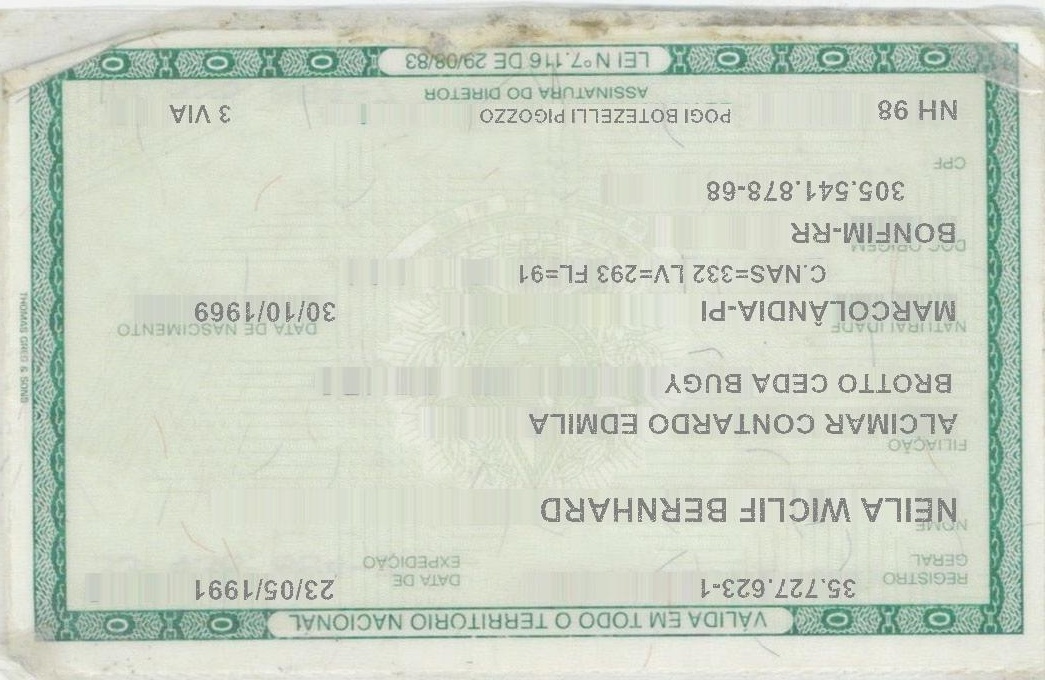 VÁLIDA EM TODO O TERRITORIO NACIONAL
REGISTRO GERAL 35.727.623-1 DATA DE EXPEDIÇÃO 23/05/1991
NOME
NEILA WICLIF BERNHARD
FILIAÇÃO
ALCIMAR CONTARDO EDMILA
BROTTO CEDA BUGY
NATURALIDADE DATA DE NASCIMENTO
MARCOLÂNDIA-PI 30/10/1969
C.NAS=332 LV=293 FL=91
DOC ORIGEM
BONFIM-RR
305.541.878-68
CPF
NH 98 POGI BOTEZELLI PIGOZZO 3 VIA
ASSINATURA DO DIRETOR
LEI Nº 7.116 DE 29/08/83
THOMAS GREG & SONS